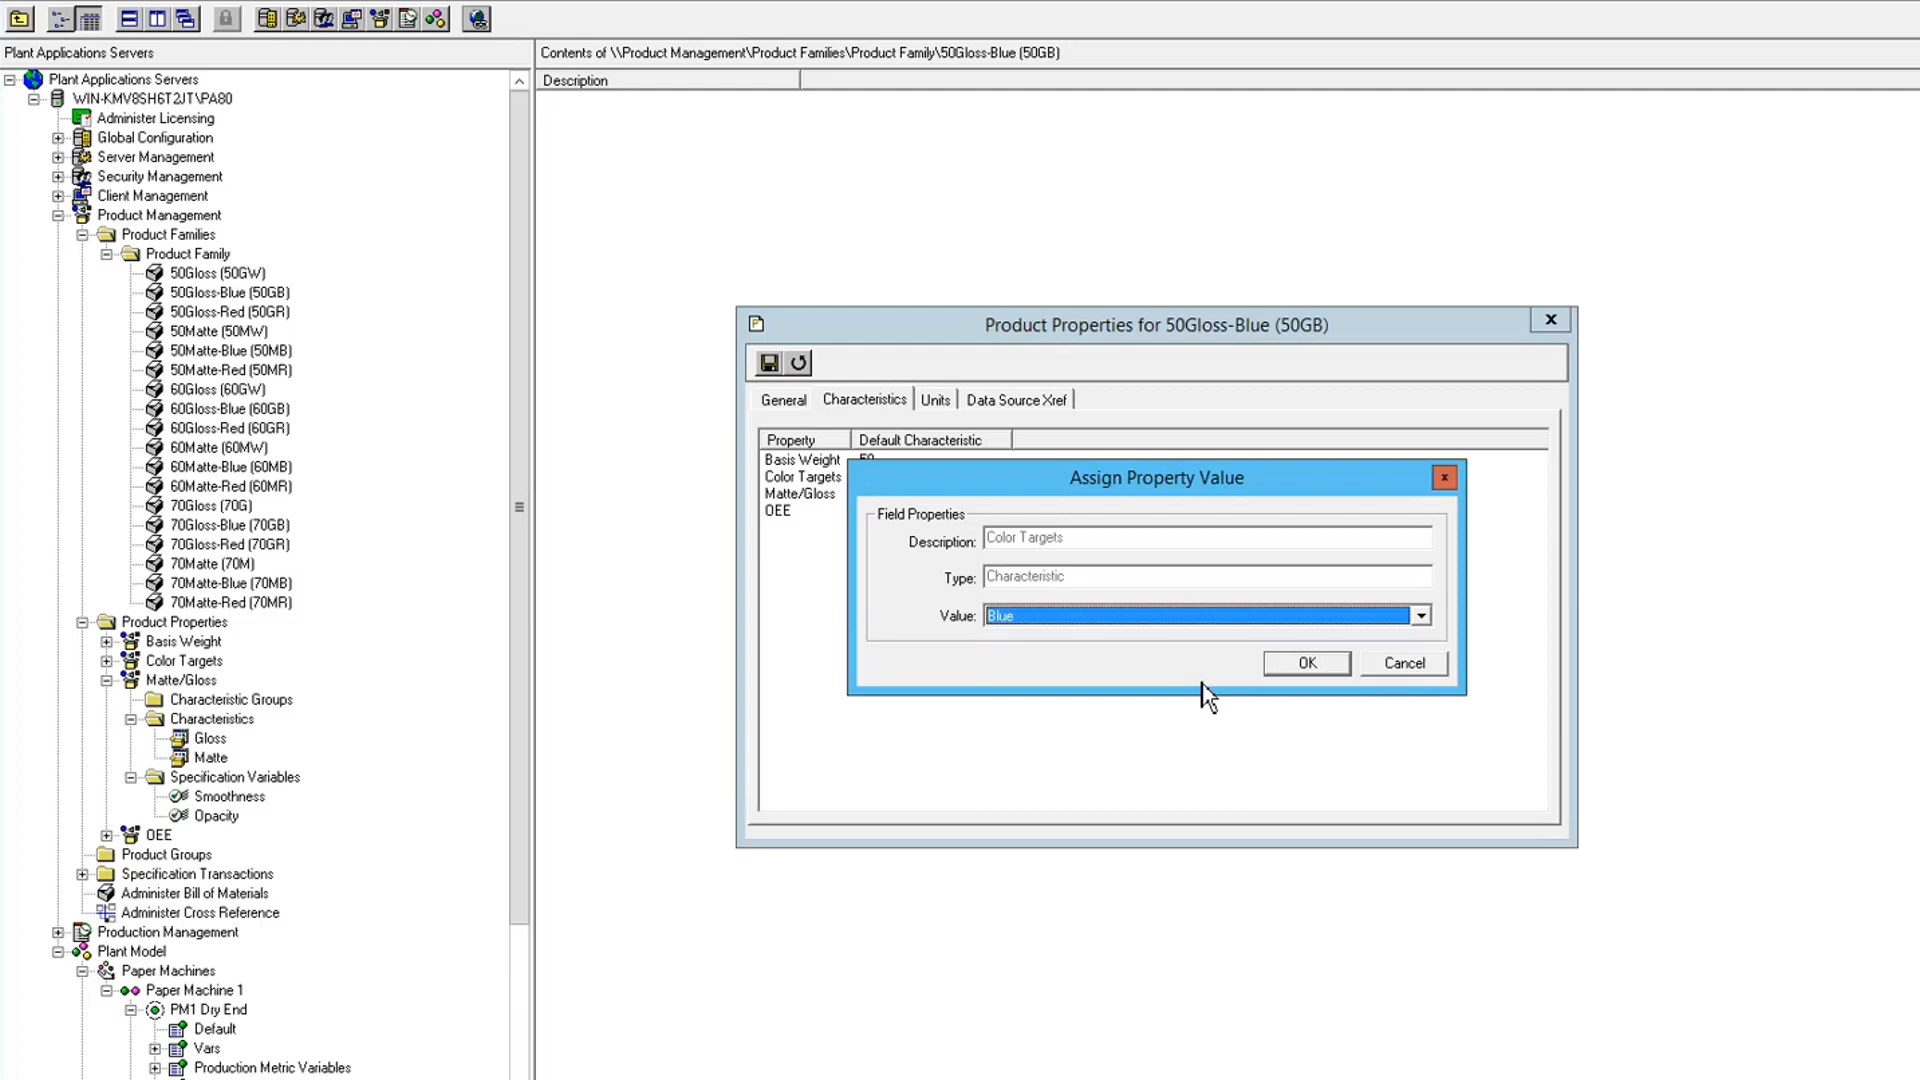 Plant Applications Servers
Contents of \\Product Management\Product Families\Product Family\50Gloss-Blue (50GB)
Description
Plant Applications Servers
WIN-KMV8SH6T2JT\PA80
Administer Licensing
Global Configuration
Server Management
Security Management
Client Management
Product Management
Product Families
Product Family
50Gloss (50GW)
50Gloss-Blue (50GB)
50Gloss-Red (50GR)
50Matte (50MW)
50Matte-Blue (50MB)
50Matte-Red (50MR)
60Gloss (60GW)
60Gloss-Blue (60GB)
60Gloss-Red (60GR)
60Matte (60MW)
60Matte-Blue (60MB)
60Matte-Red (60MR)
70Gloss (70G)
70Gloss-Blue (70GB)
70Gloss-Red (70GR)
70Matte (70M)
70Matte-Blue (70MB)
70Matte-Red (70MR)
Product Properties
Basis Weight
Color Targets
Matte/Gloss
Characteristic Groups
Characteristics
Gloss
Matte
Specification Variables
Smoothness
Opacity
OEE
Product Groups
Specification Transactions
Administer Bill of Materials
Administer Cross Reference
Production Management
Plant Model
Paper Machines
Paper Machine 1
PM1 Dry End
Default
Vars
Production Metric Variables
Product Properties for 50Gloss-Blue (50GB)
General Characteristics Units Data Source Xref
Property Default Characteristic
Basis Weight 50
Color Targets
Matte/Gloss
OEE
Assign Property Value
Field Properties
Description: Color Targets
Type: Characteristic
Value: Blue
OK Cancel